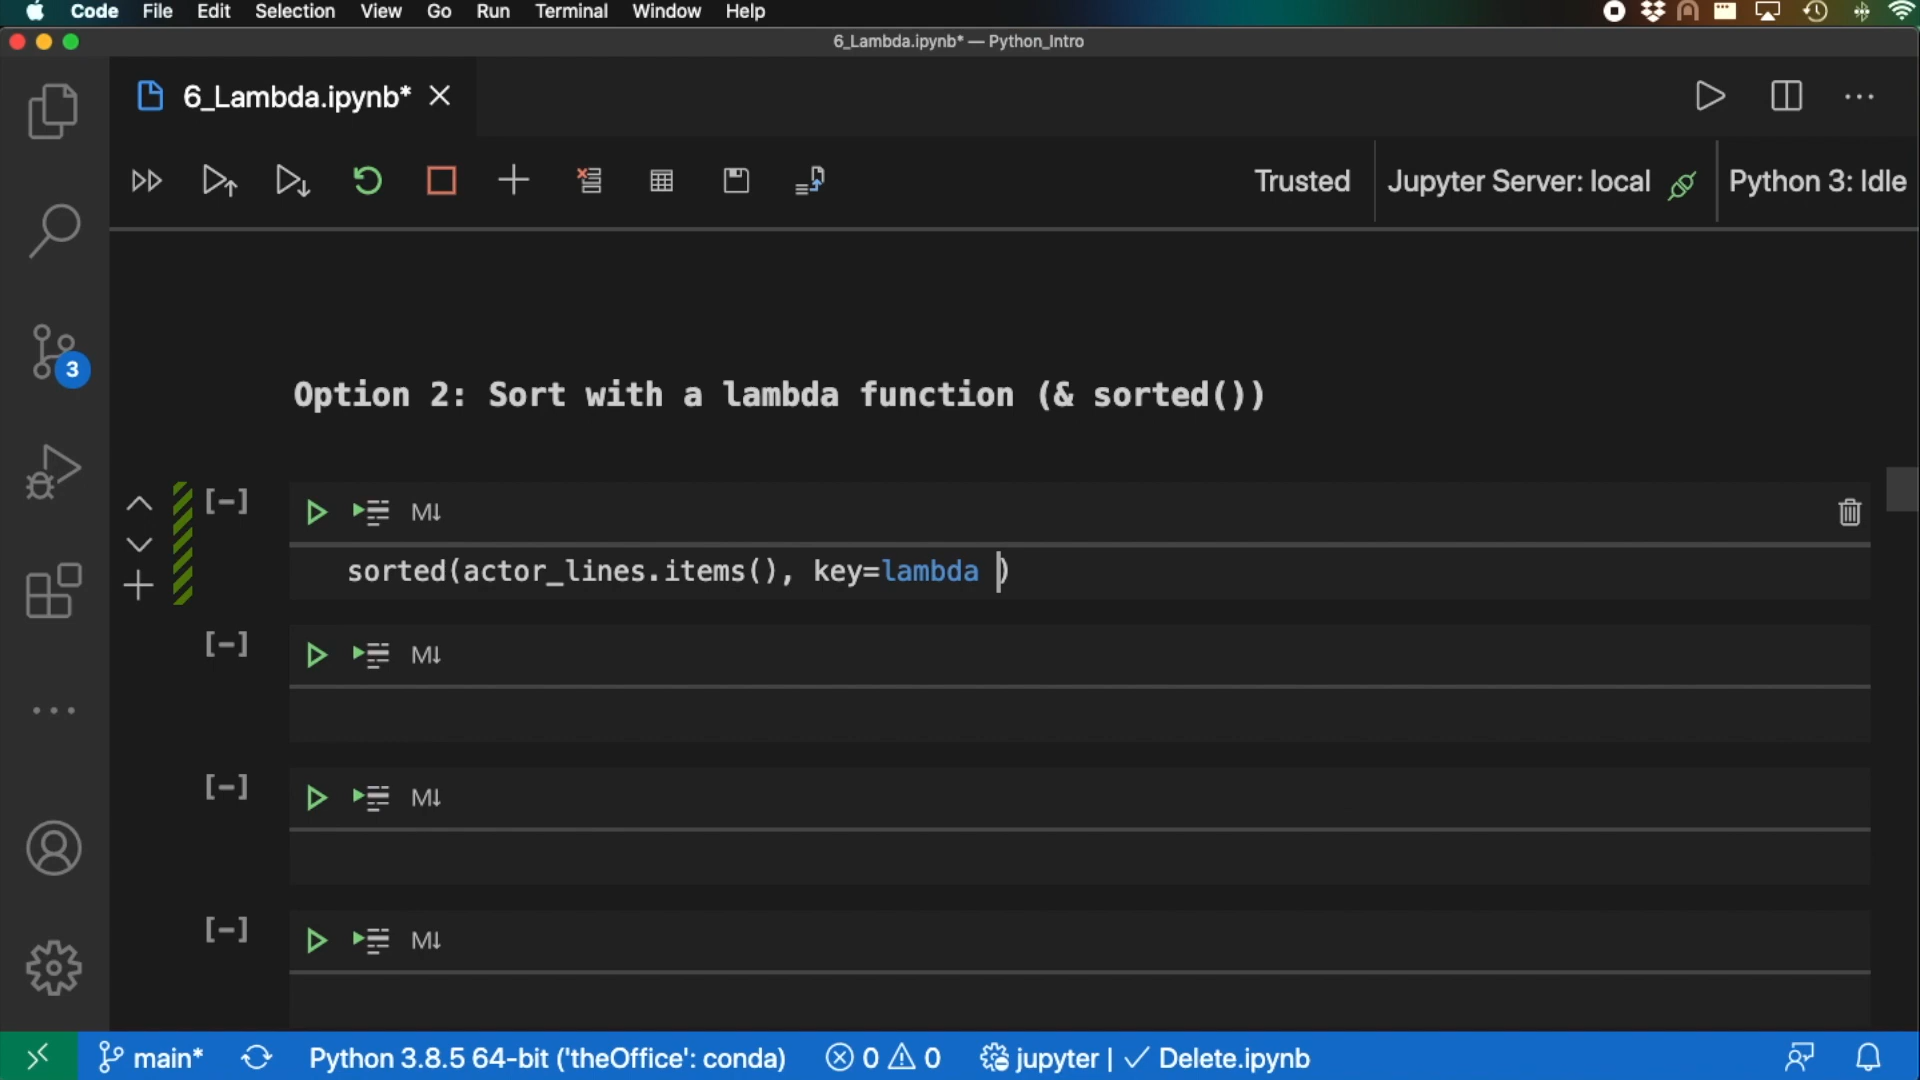 Code File Edit Selection View Go Run Terminal Window Help
6_Lambda.ipynb* — Python_Intro
6_Lambda.ipynb*
Trusted Jupyter Server: local Python 3: Idle
3
Option 2: Sort with a lambda function (& sorted())
[-] M↓
sorted(actor_lines.items(), key=lambda )
[-] M↓
[-] M↓
[-] M↓
main* Python 3.8.5 64-bit ('theOffice': conda) 0 0 jupyter | ✓ Delete.ipynb